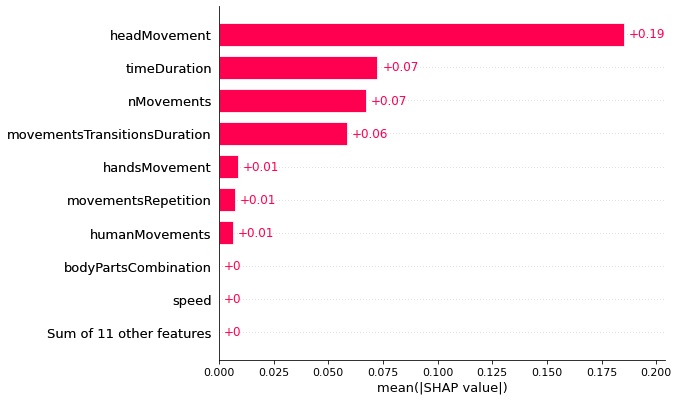 headMovement +0.19
timeDuration +0.07
nMovements +0.07
movementsTransitionsDuration +0.06
handsMovement +0.01
movementsRepetition +0.01
humanMovements +0.01
bodyPartsCombination +0
speed +0
Sum of 11 other features +0
0.000 0.025 0.050 0.075 0.100 0.125 0.150 0.175 0.200
mean(|SHAP value|)